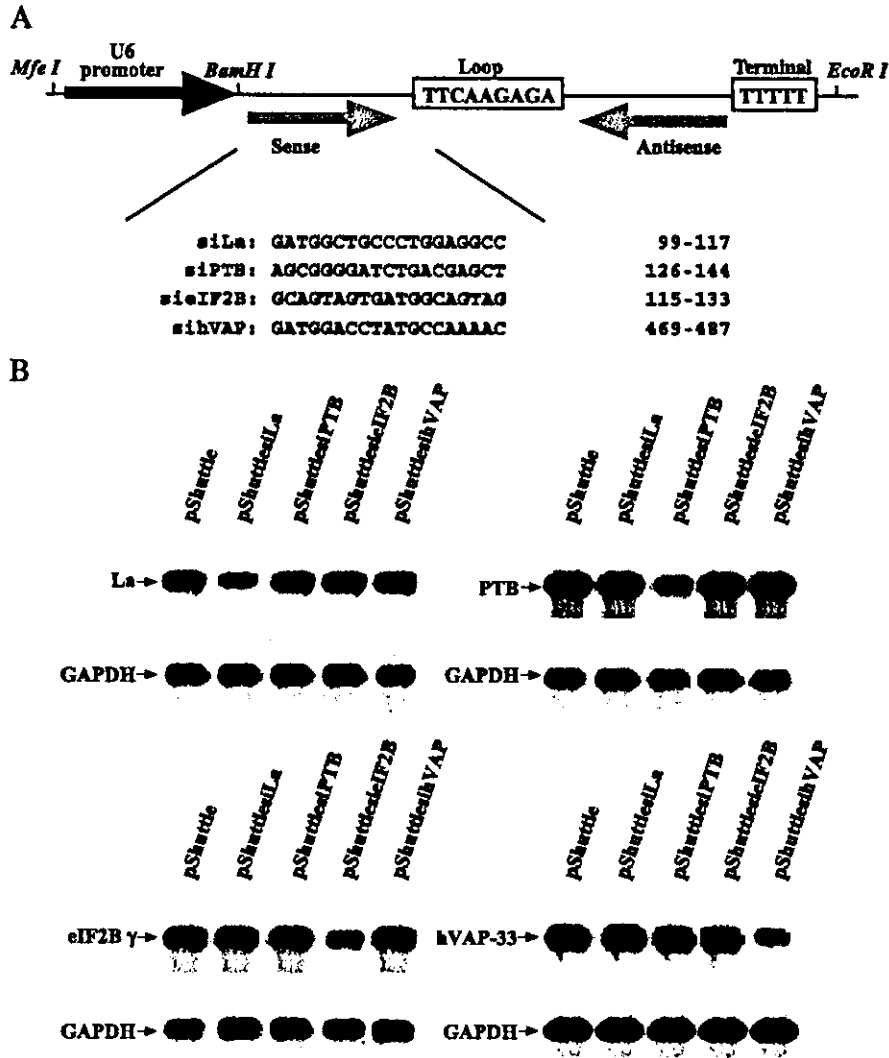 A
U6
promoter
Mfe I
BamH I
Loop
TTCAAGAGA
Terminal
TTTTT
EcoR I
Sense
Antisense
siLa: GATGGCTGCCCTGGAGGCC 99-117
siPTB: AGCGGGGATCTGACGAGCT 126-144
sieIF2B: GCAGTAGTGATGGCAGTAG 115-133
sihVAP: GATGGACCTATGCCAAAAC 469-487
B
pShuttle
pShuttlesiLa
pShuttlesiPTB
pShuttlesieIF2B
pShuttlesihVAP
La
GAPDH
pShuttle
pShuttlesiLa
pShuttlesiPTB
pShuttlesieIF2B
pShuttlesihVAP
PTB
GAPDH
pShuttle
pShuttlesiLa
pShuttlesiPTB
pShuttlesieIF2B
pShuttlesihVAP
eIF2B γ
GAPDH
pShuttle
pShuttlesiLa
pShuttlesiPTB
pShuttlesieIF2B
pShuttlesihVAP
hVAP-33
GAPDH